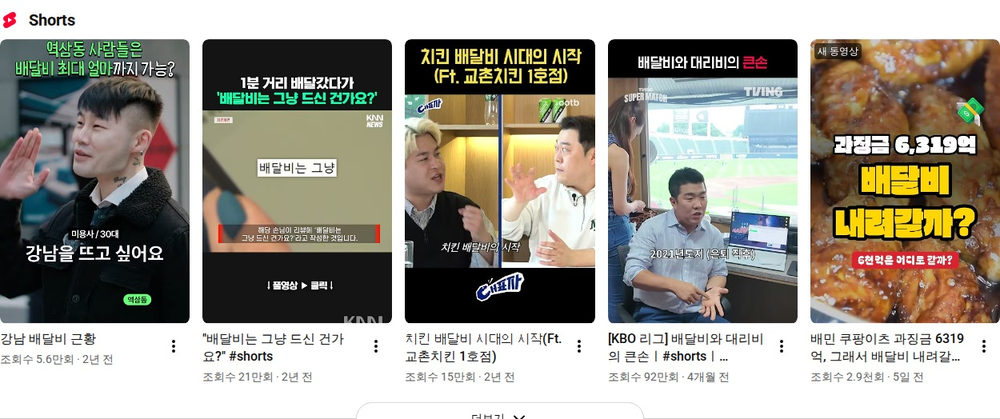 Shorts
역삼동 사람들은
배달비 최대 얼마까지 가능?
미용사 / 30대
강남을 뜨고 싶어요
역삼동
강남 배달비 근황
조회수 5.6만회 · 2년 전
1분 거리 배달갔다가
'배달비는 그냥 드신 건가요?'
KNN
NEWS
배달비는 그냥
해당 손님이 리뷰에 '배달비는
그냥 드신 건가요?'라고 작성한 것입니다.
↓풀영상 ▶ 클릭↓
KNN
"배달비는 그냥 드신 건가
요?" #shorts
조회수 21만회 · 2년 전
치킨 배달비 시대의 시작
(Ft. 교촌치킨 1호점)
ootb
치킨 배달비의 시작
치킨 배달비 시대의 시작(Ft.
교촌치킨 1호점)
조회수 15만회 · 2년 전
배달비와 대리비의 큰손
TVING
SUPER MATCH
TVING
2021년도저 (은퇴 직후)
[KBO 리그] 배달비와 대리비
의 큰손ㅣ#shortsㅣ...
조회수 92만회 · 4개월 전
새 동영상
과징금 6,319억
배달비
내려갈까?
6천억은 어디로 갈까?
배민 쿠팡이츠 과징금 6319
억, 그래서 배달비 내려갈...
조회수 2.9천회 · 5일 전
더보기